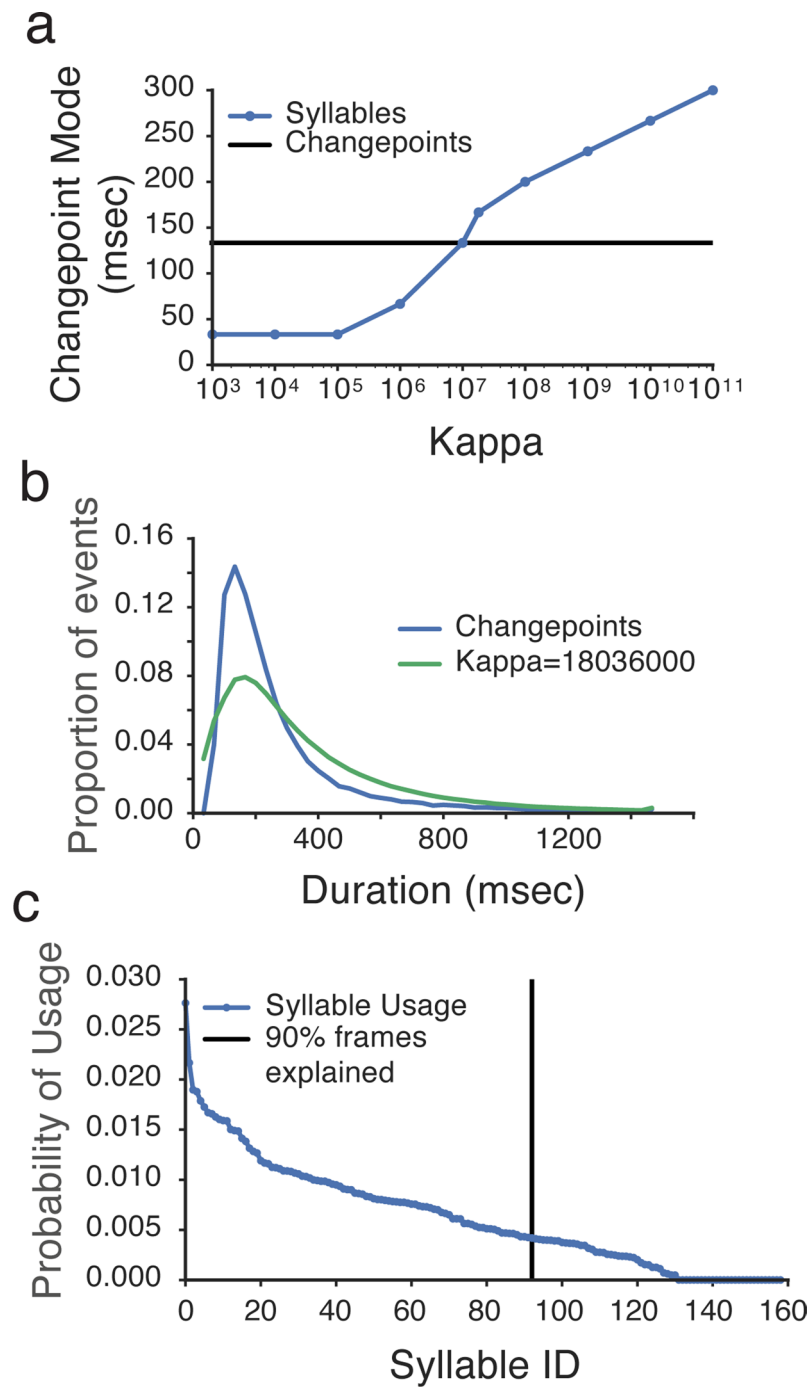 a
Changepoint Mode
(msec)
300
250
200
150
100
50
0
Syllables
Changepoints
10³ 10⁴ 10⁵ 10⁶ 10⁷ 10⁸ 10⁹ 10¹⁰ 10¹¹
Kappa
b
Proportion of events
0.16
0.12
0.08
0.04
0.00
Changepoints
Kappa=18036000
0 400 800 1200
Duration (msec)
c
Probability of Usage
0.030
0.025
0.020
0.015
0.010
0.005
0.000
Syllable Usage
90% frames
explained
0 20 40 60 80 100 120 140 160
Syllable ID